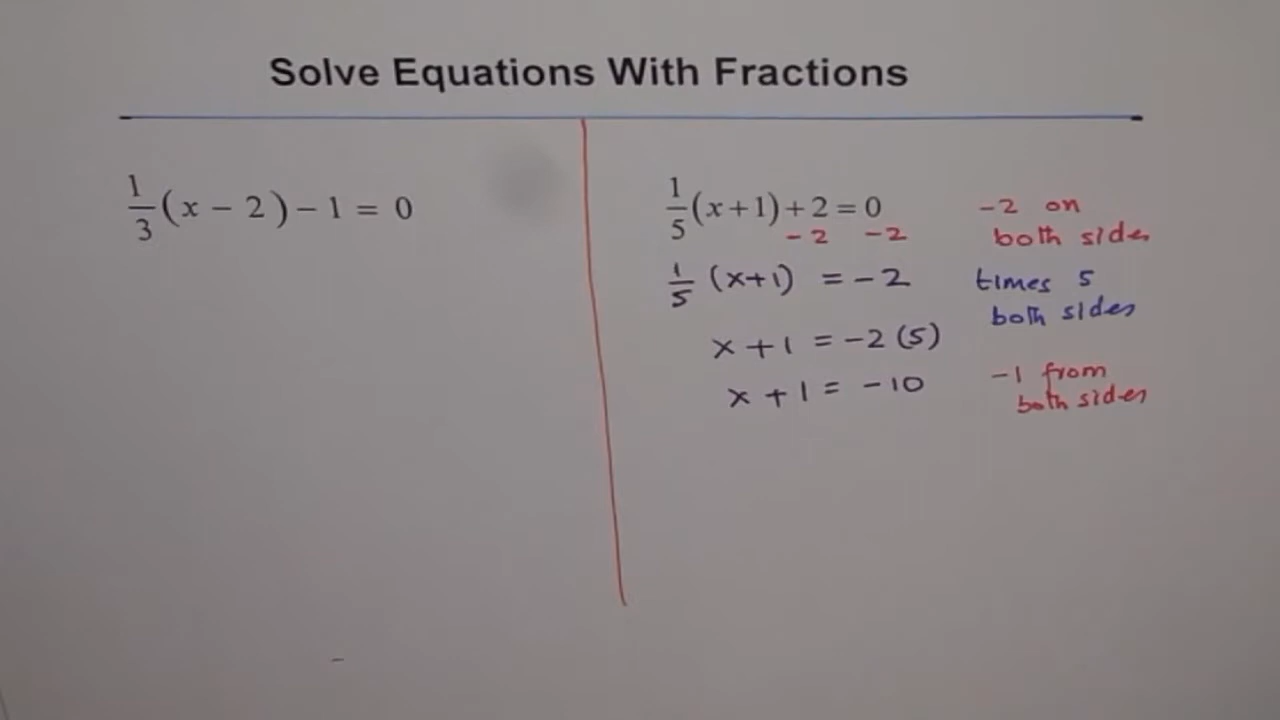 Solve Equations With Fractions
1/3 (x − 2) − 1 = 0
1/5 (x+1)+2 = 0
−2 −2
−2 on
both sides
1/5 (x+1) = −2
times 5
both sides
x + 1 = −2 (5)
x + 1 = −10
−1 from
both sides